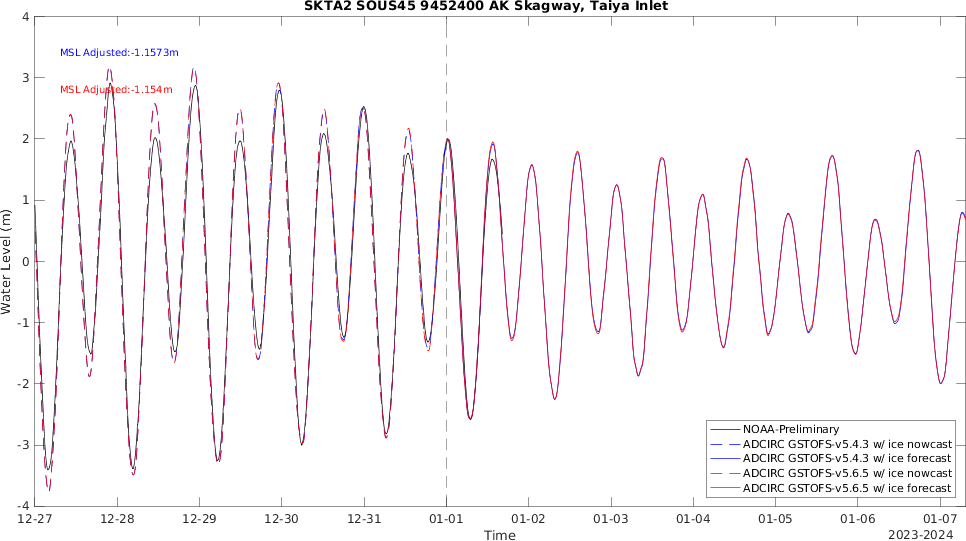 SKTA2 SOUS45 9452400 AK Skagway, Taiya Inlet
MSL Adjusted:-1.1573m
MSL Adjusted:-1.154m
Water Level (m)
4
3
2
1
0
-1
-2
-3
-4
12-27
12-28
12-29
12-30
12-31
01-01
01-02
01-03
01-04
01-05
01-06
01-07
Time
2023-2024
NOAA-Preliminary
ADCIRC GSTOFS-v5.4.3 w/ ice nowcast
ADCIRC GSTOFS-v5.4.3 w/ ice forecast
ADCIRC GSTOFS-v5.6.5 w/ ice nowcast
ADCIRC GSTOFS-v5.6.5 w/ ice forecast